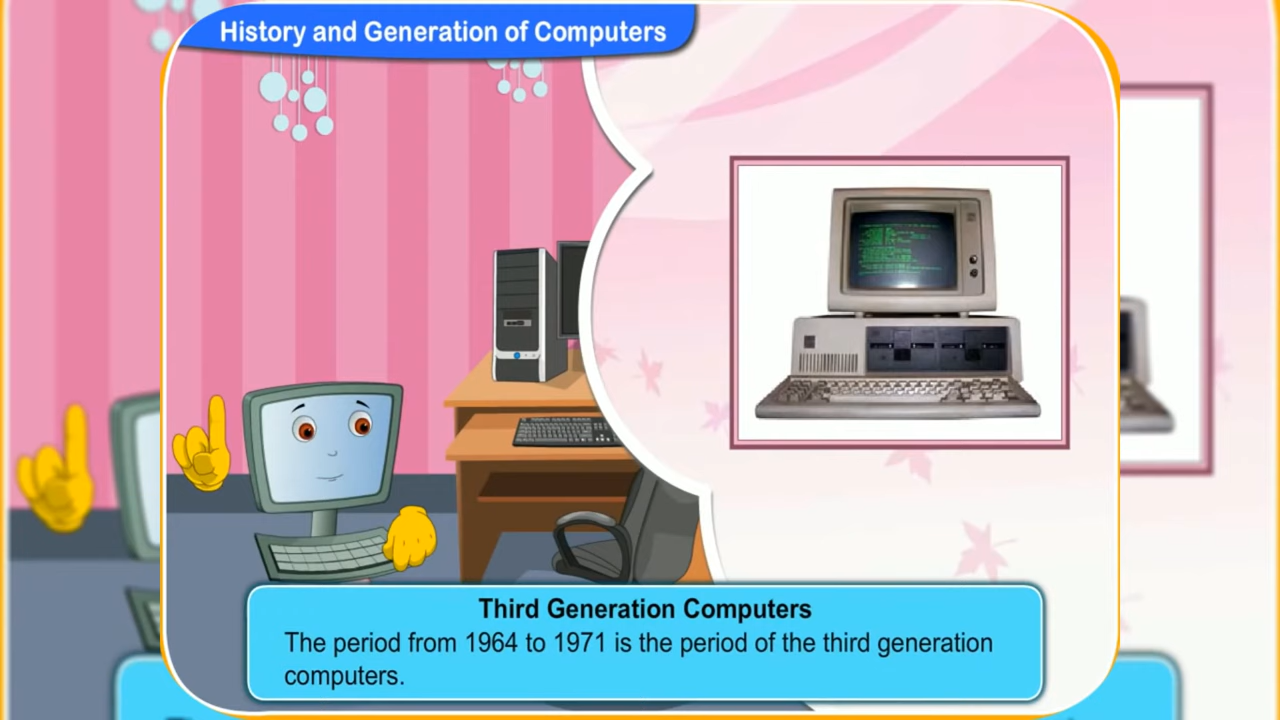 History and Generation of Computers
Third Generation Computers
The period from 1964 to 1971 is the period of the third generation
computers.